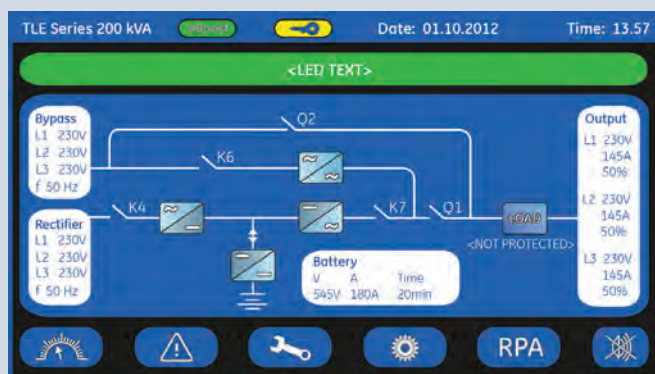 TLE Series 200 kVA eBoost Date: 01.10.2012 Time: 13.57
<LED TEXT>
Bypass
L1 230V
L2 230V
L3 230V
f 50 Hz
Rectifier
L1 230V
L2 230V
L3 230V
f 50 Hz
Q2
K6
K4
K7
Q1
LOAD
<NOT PROTECTED>
Battery
V A Time
545V 180A 20min
Output
L1 230V
145A
50%
L2 230V
145A
50%
L3 230V
145A
50%
RPA